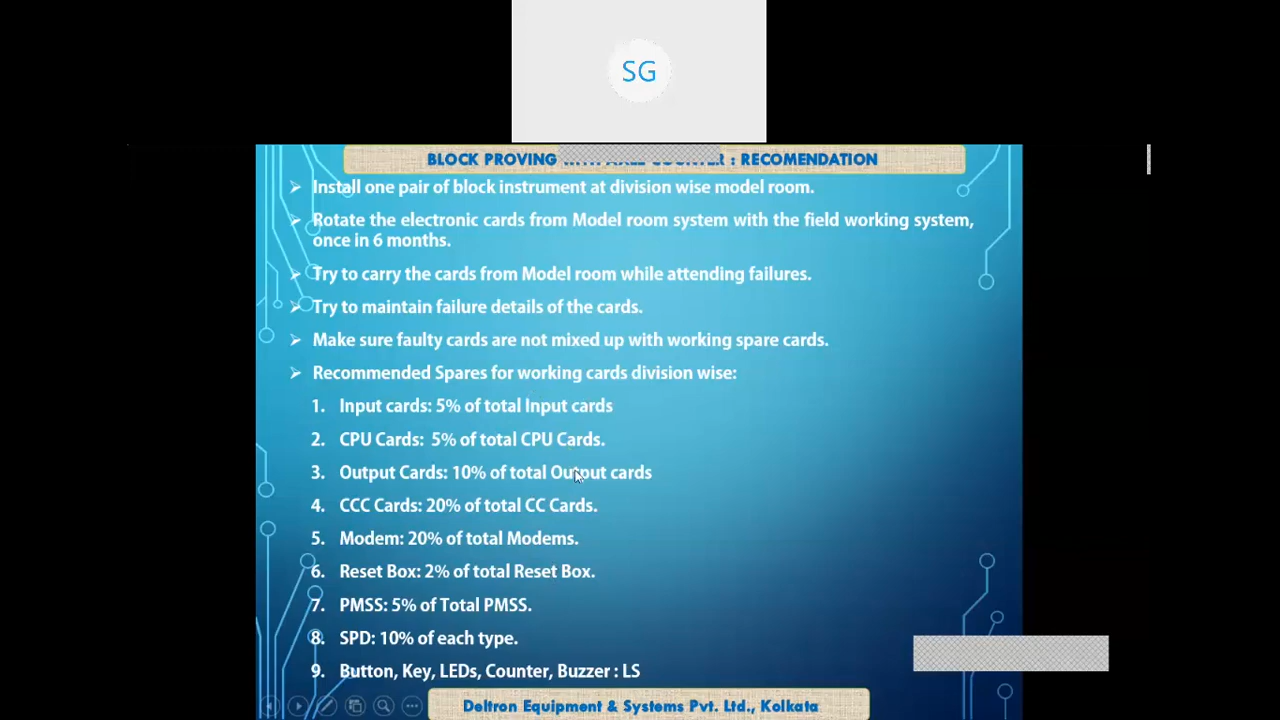 SG
BLOCK PROVING WITH AXLE COUNTER : RECOMENDATION
➢ Install one pair of block instrument at division wise model room.
➢ Rotate the electronic cards from Model room system with the field working system,
once in 6 months.
➢ Try to carry the cards from Model room while attending failures.
➢ Try to maintain failure details of the cards.
➢ Make sure faulty cards are not mixed up with working spare cards.
➢ Recommended Spares for working cards division wise:
1. Input cards: 5% of total Input cards
2. CPU Cards: 5% of total CPU Cards.
3. Output Cards: 10% of total Output cards
4. CCC Cards: 20% of total CC Cards.
5. Modem: 20% of total Modems.
6. Reset Box: 2% of total Reset Box.
7. PMSS: 5% of Total PMSS.
8. SPD: 10% of each type.
9. Button, Key, LEDs, Counter, Buzzer : LS
Deltron Equipment & Systems Pvt. Ltd., Kolkata